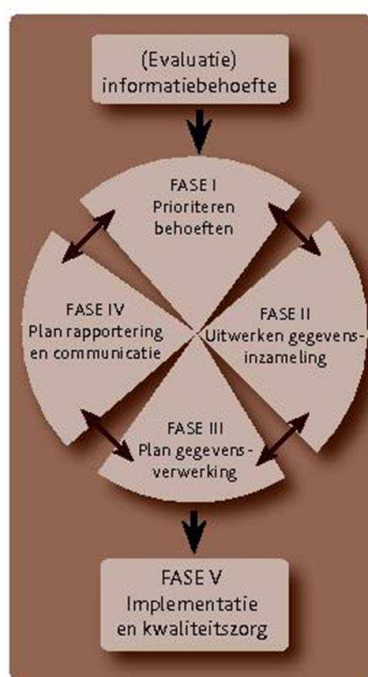 (Evaluatie)
informatiebehoefte
FASE I
Prioriteren
behoeften
FASE II
Uitwerken gegevens-
inzameling
FASE III
Plan gegevens-
verwerking
FASE IV
Plan rapportering
en communicatie
FASE V
Implementatie
en kwaliteitszorg